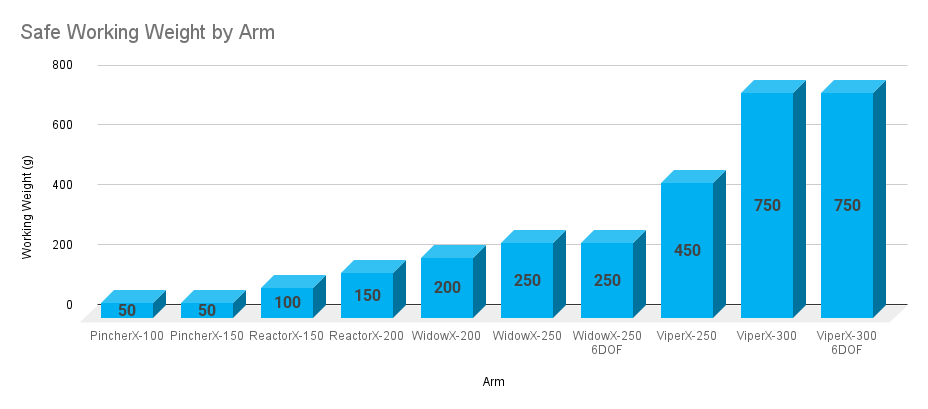 Safe Working Weight by Arm
800
600
400
200
0
Working Weight (g)
50
50
100
150
200
250
250
450
750
750
PincherX-100
PincherX-150
ReactorX-150
ReactorX-200
WidowX-200
WidowX-250
WidowX-250
6DOF
ViperX-250
ViperX-300
ViperX-300
6DOF
Arm